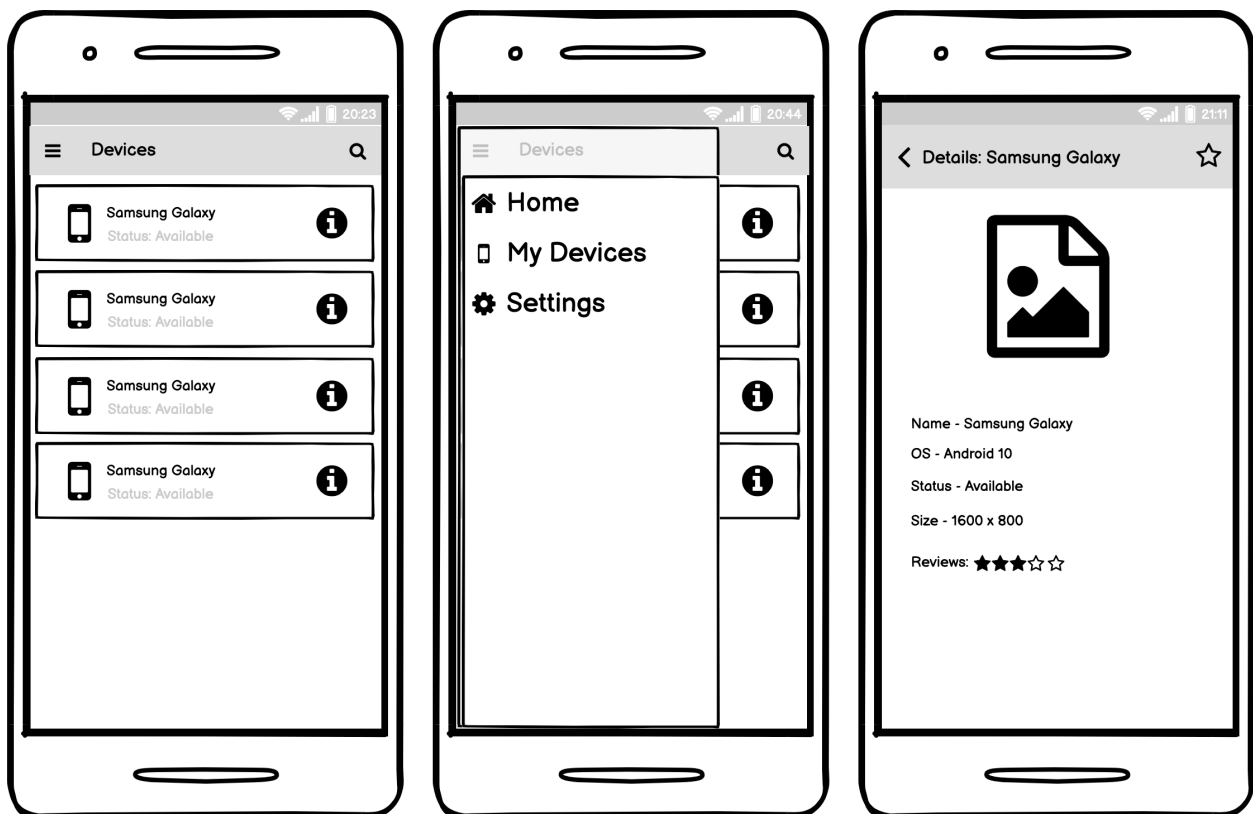 20:23
Devices
Samsung Galaxy
Status: Available
Samsung Galaxy
Status: Available
Samsung Galaxy
Status: Available
Samsung Galaxy
Status: Available
20:44
Devices
Home
My Devices
Settings
21:11
Details: Samsung Galaxy
Name - Samsung Galaxy
OS - Android 10
Status - Available
Size - 1600 x 800
Reviews: